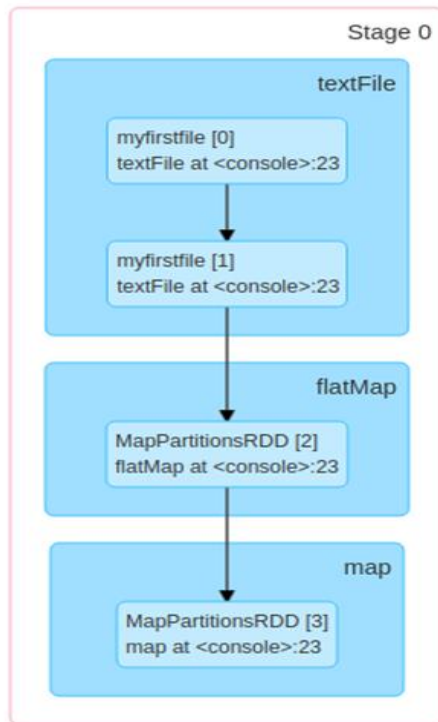 Stage 0
textFile
myfirstfile [0]
textFile at <console>:23
myfirstfile [1]
textFile at <console>:23
flatMap
MapPartitionsRDD [2]
flatMap at <console>:23
map
MapPartitionsRDD [3]
map at <console>:23